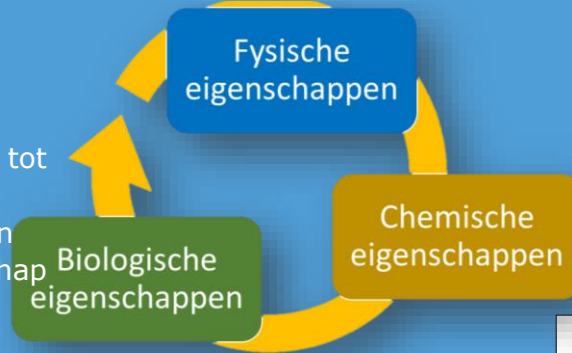 Fysische
eigenschappen
tot
Chemische
eigenschappen
Biologische
eigenschappen